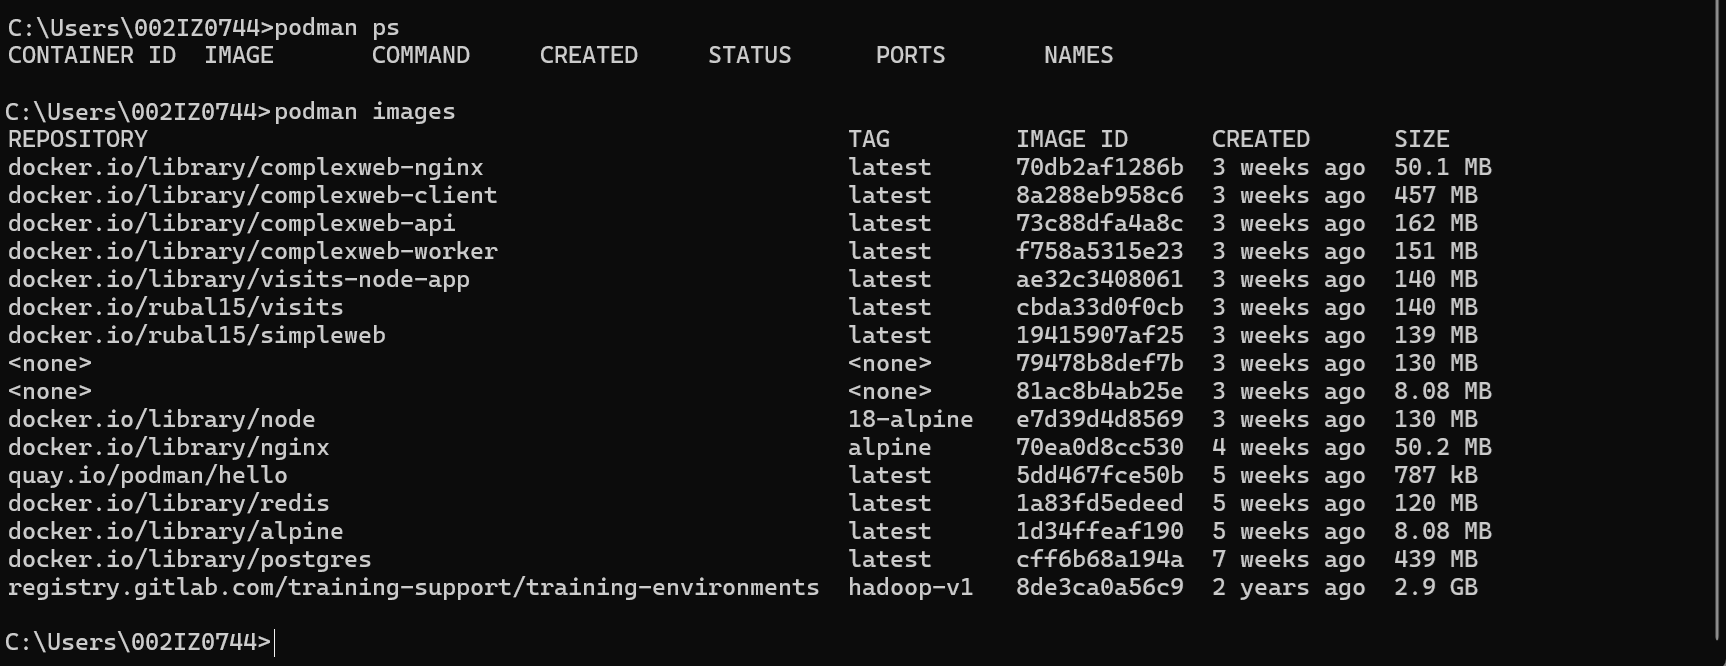 C:\Users\002IZ0744>podman ps
CONTAINER ID  IMAGE       COMMAND     CREATED     STATUS      PORTS       NAMES
C:\Users\002IZ0744>podman images
REPOSITORY                                                  TAG         IMAGE ID      CREATED      SIZE
docker.io/library/complexweb-nginx                          latest      70db2af1286b  3 weeks ago  50.1 MB
docker.io/library/complexweb-client                         latest      8a288eb958c6  3 weeks ago  457 MB
docker.io/library/complexweb-api                            latest      73c88dfa4a8c  3 weeks ago  162 MB
docker.io/library/complexweb-worker                         latest      f758a5315e23  3 weeks ago  151 MB
docker.io/library/visits-node-app                           latest      ae32c3408061  3 weeks ago  140 MB
docker.io/rubal15/visits                                    latest      cbda33d0f0cb  3 weeks ago  140 MB
docker.io/rubal15/simpleweb                                 latest      19415907af25  3 weeks ago  139 MB
<none>                                                      <none>      79478b8def7b  3 weeks ago  130 MB
<none>                                                      <none>      81ac8b4ab25e  3 weeks ago  8.08 MB
docker.io/library/node                                      18-alpine   e7d39d4d8569  3 weeks ago  130 MB
docker.io/library/nginx                                     alpine      70ea0d8cc530  4 weeks ago  50.2 MB
quay.io/podman/hello                                        latest      5dd467fce50b  5 weeks ago  787 kB
docker.io/library/redis                                     latest      1a83fd5edeed  5 weeks ago  120 MB
docker.io/library/alpine                                    latest      1d34ffeaf190  5 weeks ago  8.08 MB
docker.io/library/postgres                                  latest      cff6b68a194a  7 weeks ago  439 MB
registry.gitlab.com/training-support/training-environments  hadoop-v1   8de3ca0a56c9  2 years ago  2.9 GB
C:\Users\002IZ0744>